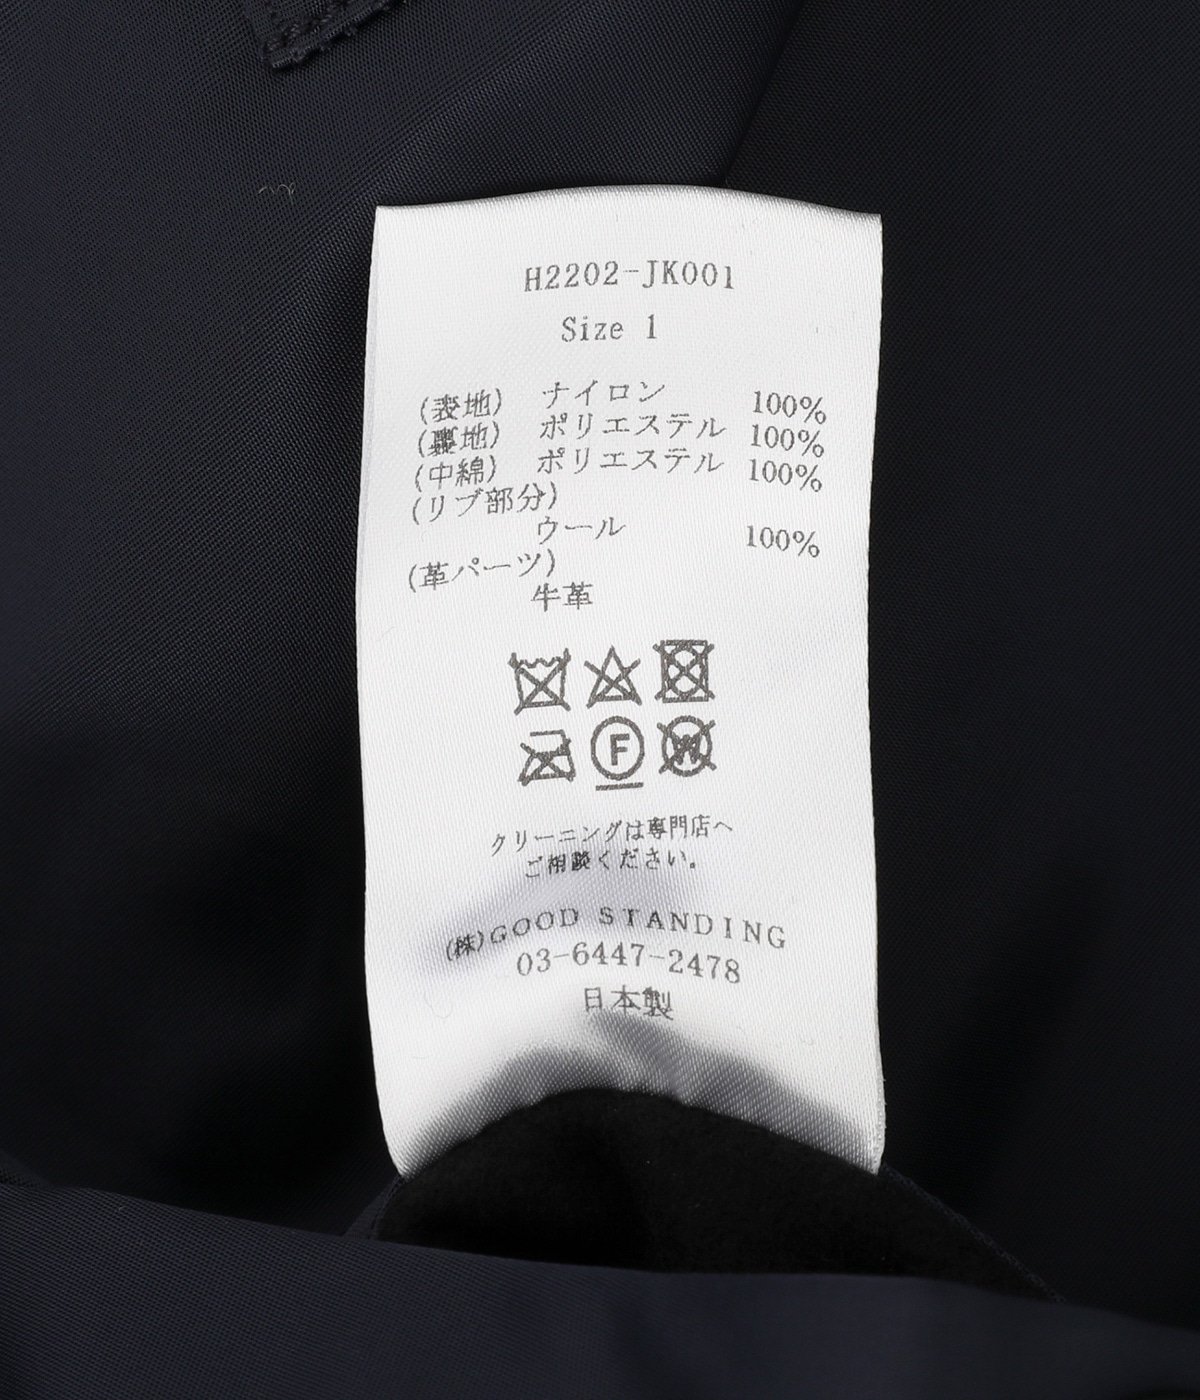 H2202-JK001
Size 1
(表地) ナイロン 100%
(裏地) ポリエステル 100%
(中綿) ポリエステル 100%
(リブ部分)
ウール 100%
(革パーツ)
牛革
F W
クリーニングは専門店へ
ご相談ください。
(株)GOOD STANDING
03-6447-2478
日本製